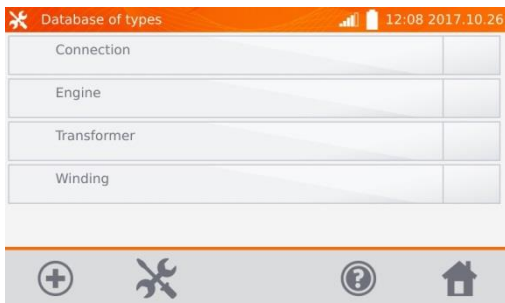 Database of types 12:08 2017.10.26
Connection
Engine
Transformer
Winding